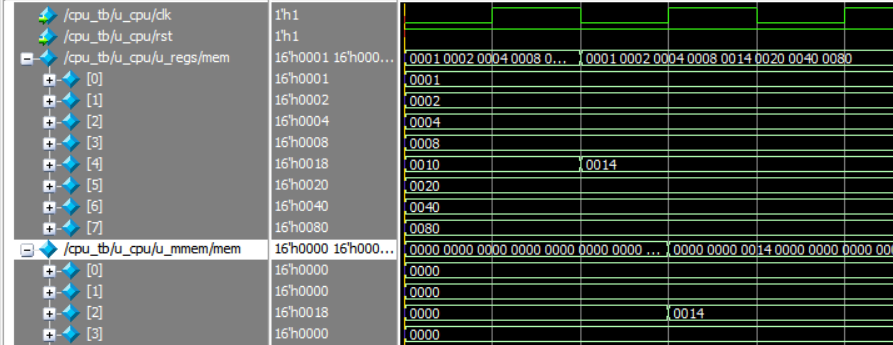 /cpu_tb/u_cpu/clk 1'h1
/cpu_tb/u_cpu/rst 1'h1
/cpu_tb/u_cpu/u_regs/mem 16'h0001 16'h000... 0001 0002 0004 0008 0... 0001 0002 0004 0008 0014 0020 0040 0080
[0] 16'h0001 0001
[1] 16'h0002 0002
[2] 16'h0004 0004
[3] 16'h0008 0008
[4] 16'h0018 0010 0014
[5] 16'h0020 0020
[6] 16'h0040 0040
[7] 16'h0080 0080
/cpu_tb/u_cpu/u_mmem/mem 16'h0000 16'h000... 0000 0000 0000 0000 0000 0000 0000 ... 0000 0000 0014 0000 0000 0000 00
[0] 16'h0000 0000
[1] 16'h0000 0000
[2] 16'h0018 0000 0014
[3] 16'h0000 0000